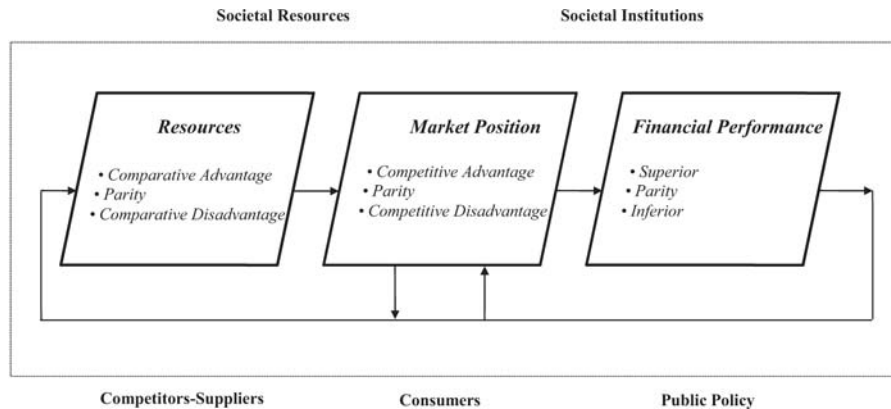 Societal Resources
Societal Institutions
Resources
• Comparative Advantage
• Parity
• Comparative Disadvantage
Market Position
• Competitive Advantage
• Parity
• Competitive Disadvantage
Financial Performance
• Superior
• Parity
• Inferior
Competitors-Suppliers
Consumers
Public Policy